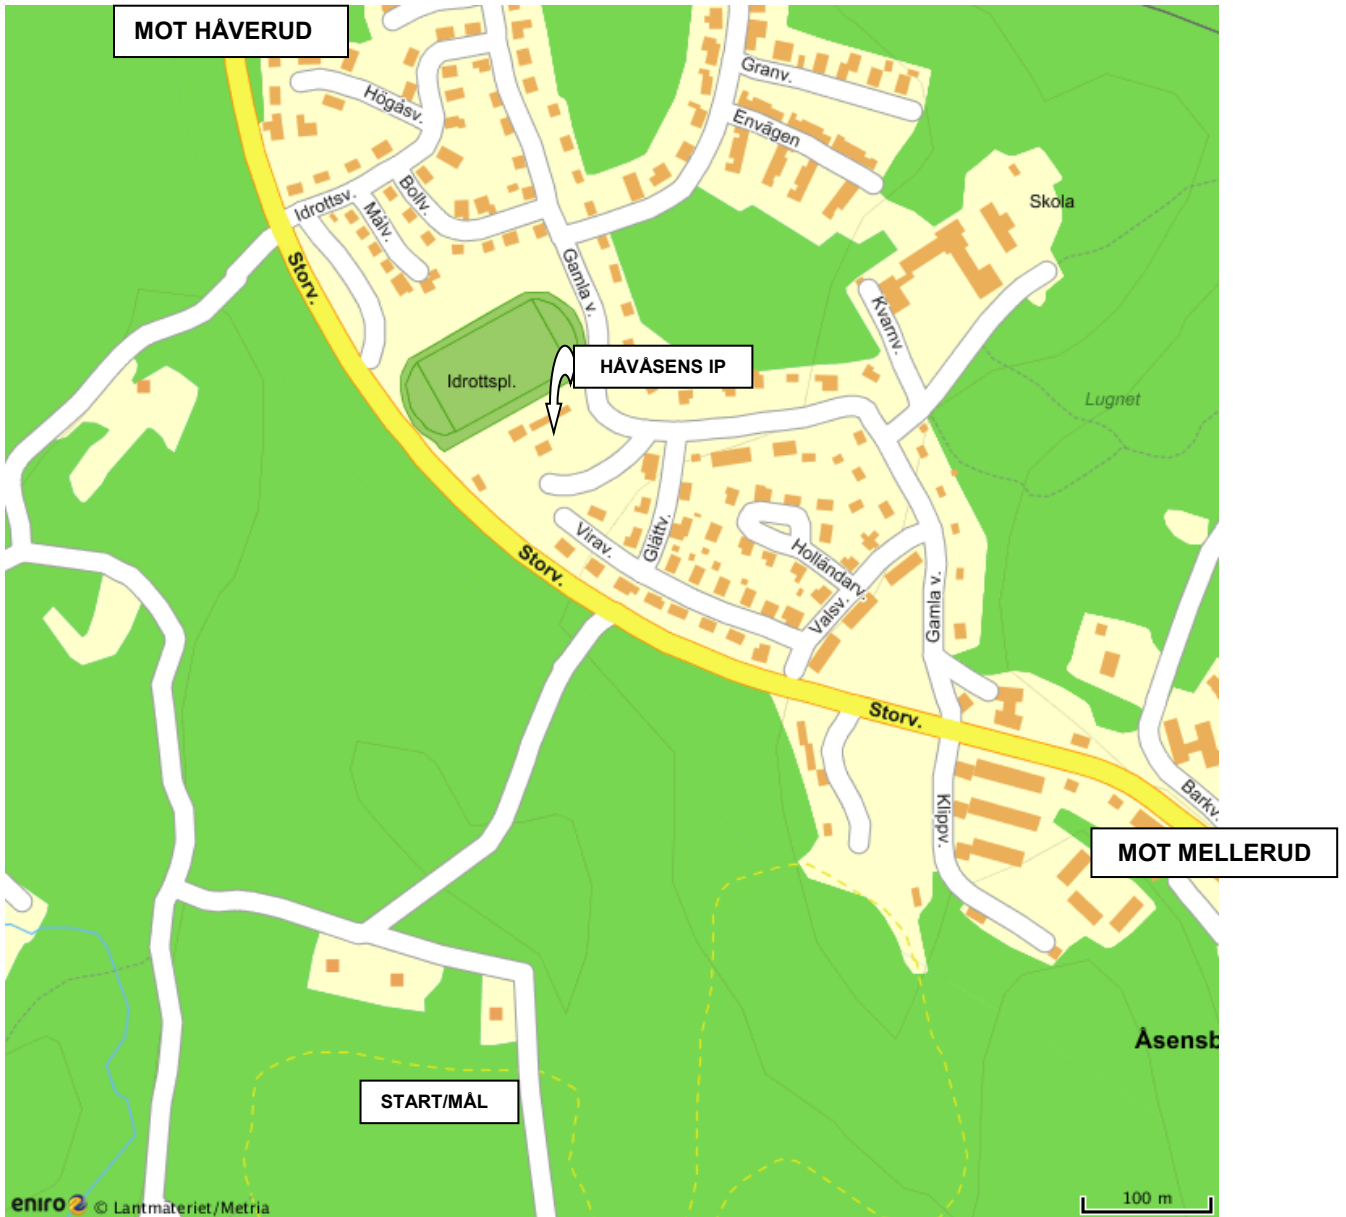 MOT HÅVERUD
Granv.
Högåsv.
Envägen
Bollv.
Idrottsv.
Målv.
Skola
Storv.
Gamla v.
Kvarnv.
HÅVÅSENS IP
Idrottspl.
Lugnet
Virav.
Glättv.
Storv.
Holländarv.
Valsv.
Gamla v.
Storv.
Klippv.
Barkv.
MOT MELLERUD
Åsensb
START/MÅL
100 m
eniro © Lantmäteriet/Metria